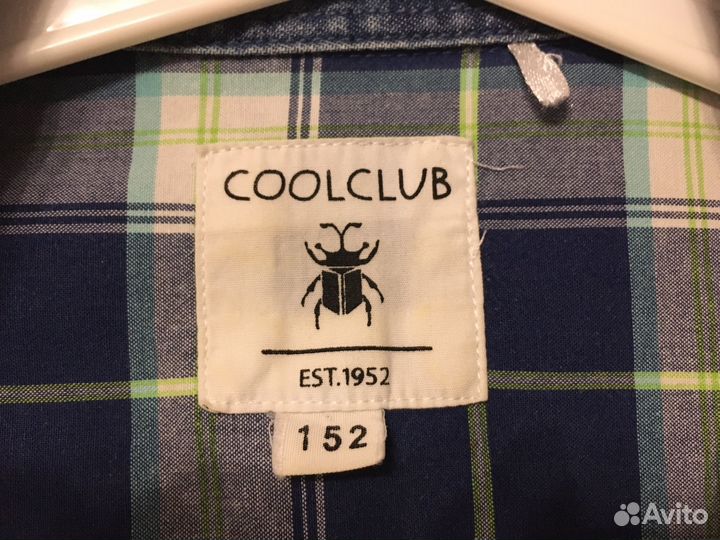 COOLCLUB
EST.1952
152
Avito